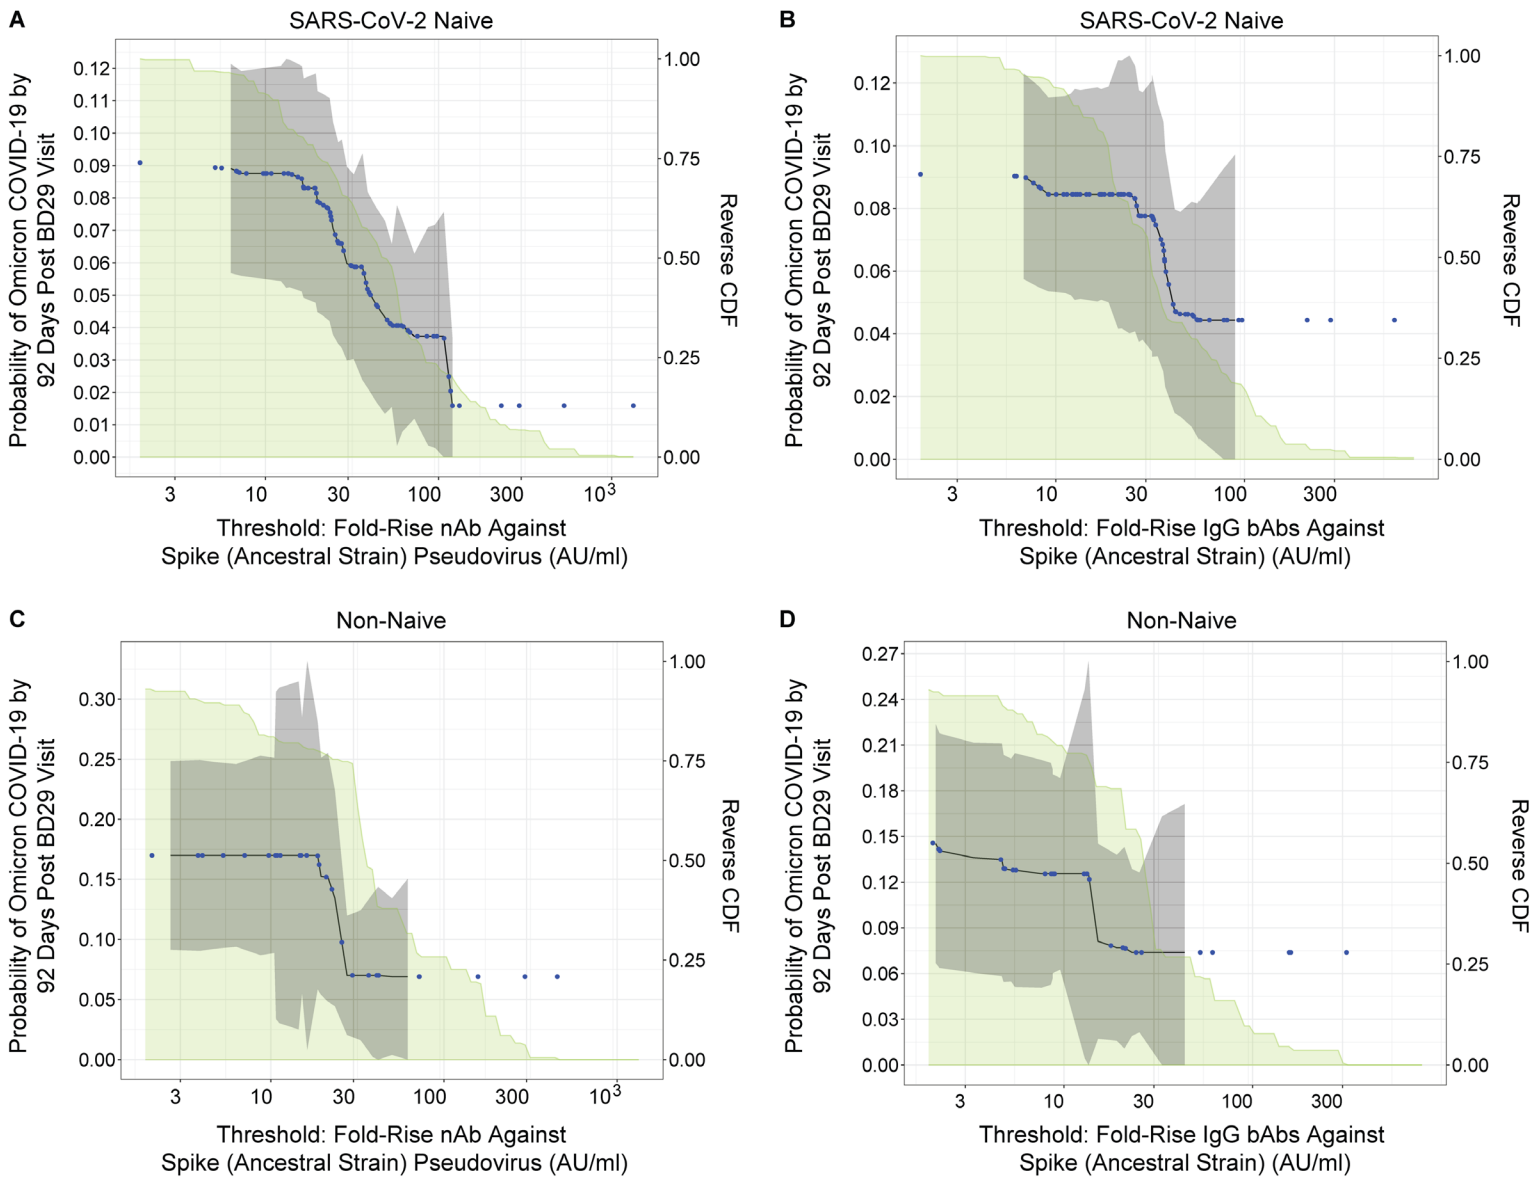 A
SARS-CoV-2 Naive
Probability of Omicron COVID-19 by
92 Days Post BD29 Visit
0.12
0.11
0.10
0.09
0.08
0.07
0.06
0.05
0.04
0.03
0.02
0.01
0.00
1.00
0.75
0.50
0.25
0.00
Reverse CDF
3 10 30 100 300 10³
Threshold: Fold-Rise nAb Against
Spike (Ancestral Strain) Pseudovirus (AU/ml)
B
SARS-CoV-2 Naive
Probability of Omicron COVID-19 by
92 Days Post BD29 Visit
0.12
0.10
0.08
0.06
0.04
0.02
0.00
1.00
0.75
0.50
0.25
0.00
Reverse CDF
3 10 30 100 300
Threshold: Fold-Rise IgG bAbs Against
Spike (Ancestral Strain) (AU/ml)
C
Non-Naive
Probability of Omicron COVID-19 by
92 Days Post BD29 Visit
0.30
0.25
0.20
0.15
0.10
0.05
0.00
1.00
0.75
0.50
0.25
0.00
Reverse CDF
3 10 30 100 300 10³
Threshold: Fold-Rise nAb Against
Spike (Ancestral Strain) Pseudovirus (AU/ml)
D
Non-Naive
Probability of Omicron COVID-19 by
92 Days Post BD29 Visit
0.27
0.24
0.21
0.18
0.15
0.12
0.09
0.06
0.03
0.00
1.00
0.75
0.50
0.25
0.00
Reverse CDF
3 10 30 100 300
Threshold: Fold-Rise IgG bAbs Against
Spike (Ancestral Strain) (AU/ml)